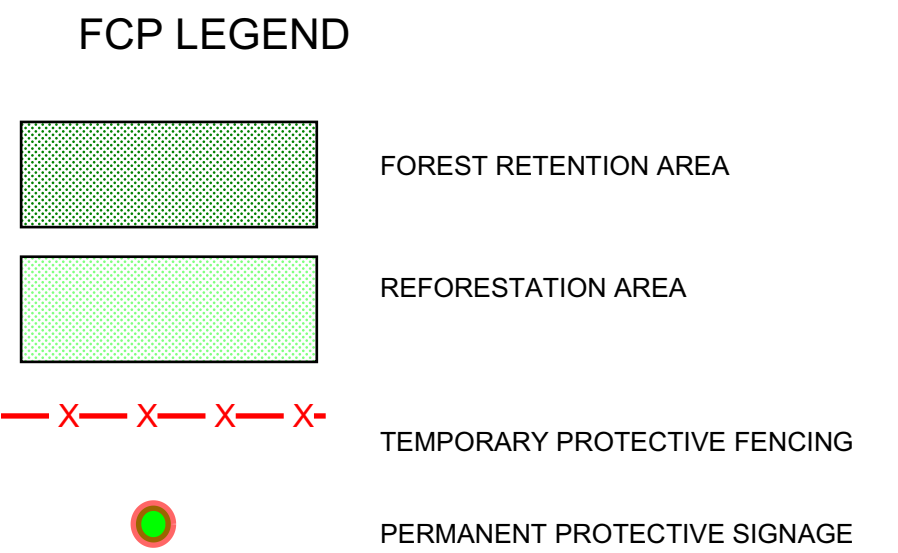 FCP LEGEND
FOREST RETENTION AREA
REFORESTATION AREA
X X X X
TEMPORARY PROTECTIVE FENCING
PERMANENT PROTECTIVE SIGNAGE